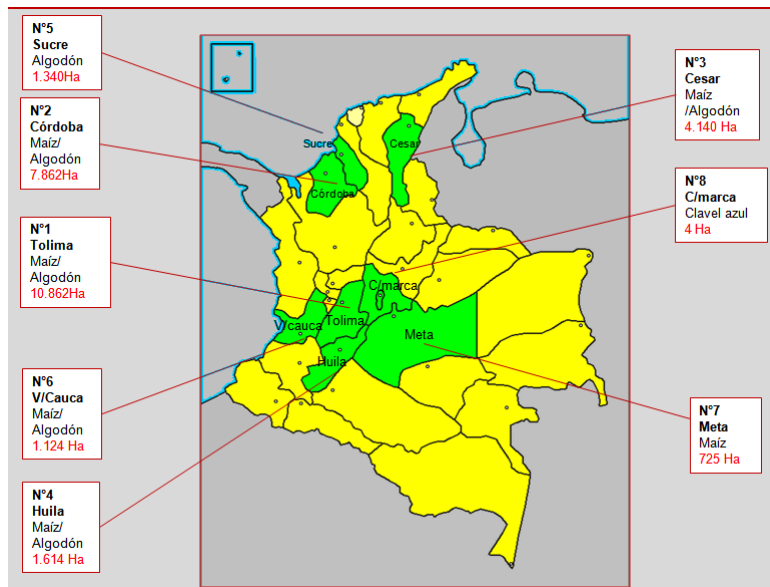 N°5
Sucre
Algodón
1.340Ha
N°2
Córdoba
Maíz/
Algodón
7.862Ha
N°1
Tolima
Maíz/
Algodón
10.862Ha
N°6
V/Cauca
Maíz/
Algodón
1.124 Ha
N°4
Huila
Maíz/
Algodón
1.614 Ha
Sucre
Cesar
Córdoba
C/marca
V/cauca
Tolima
Meta
Huila
N°3
Cesar
Maíz
/Algodón
4.140 Ha
N°8
C/marca
Clavel azul
4 Ha
N°7
Meta
Maíz
725 Ha